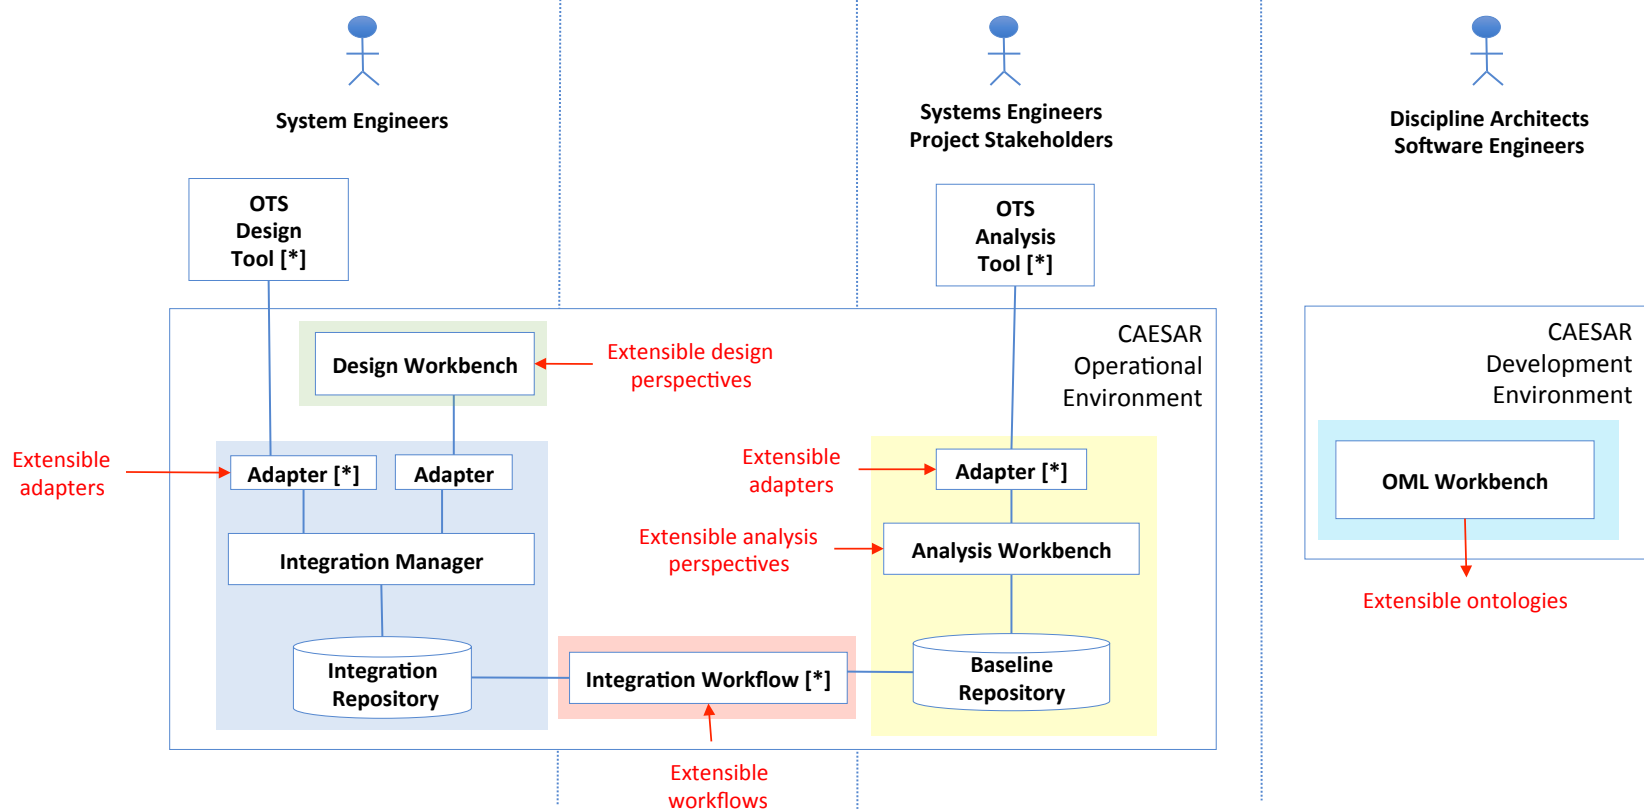 System Engineers
Systems Engineers
Project Stakeholders
Discipline Architects
Software Engineers
OTS
Design
Tool [*]
OTS
Analysis
Tool [*]
CAESAR
Operational
Environment
CAESAR
Development
Environment
Design Workbench
Extensible design
perspectives
Extensible
adapters
Adapter [*]
Adapter
Extensible
adapters
Adapter [*]
OML Workbench
Integration Manager
Extensible analysis
perspectives
Analysis Workbench
Extensible ontologies
Integration
Repository
Integration Workflow [*]
Baseline
Repository
Extensible
workflows